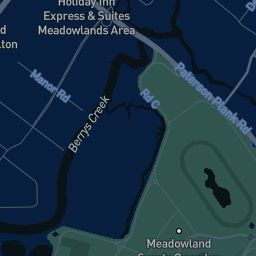 Holiday Inn
Express & Suites
Meadowlands Area
Manor Rd
Berrys Creek
Rd C
Paterson Plank Rd
Meadowland